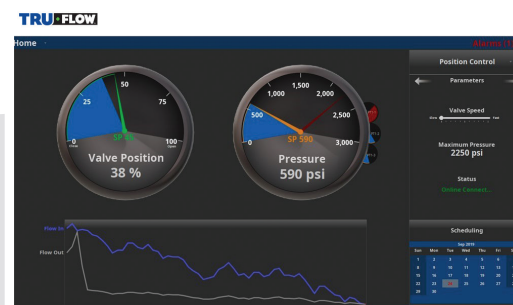 TRU FLOW
Home
Position Control
Parameters
50
25
75
0
100
Valve Position
38 %
1,500
1,000
2,000
500
2,500
0
3,000
SP 590
Pressure
590 psi
Valve Speed
Maximum Pressure
2250 psi
Status
Online Connect...
Flow In
Flow Out
Scheduling
Sep 2019
Sun Mon Tue Wed Thu Fri
1 2 3 4 5 6
8 9 10 11 12 13
15 16 17 18 19 20
22 23 24 25 26 27
29 30